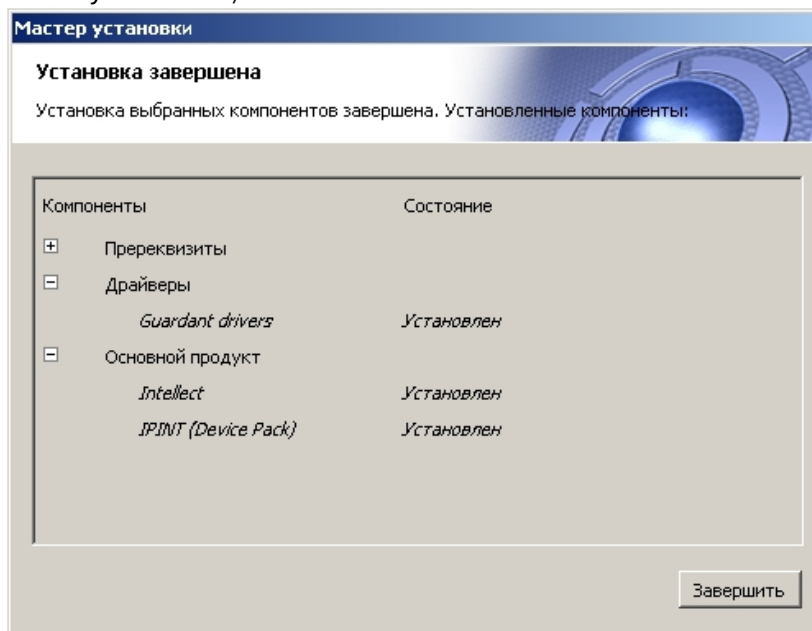 Мастер установки
Установка завершена
Установка выбранных компонентов завершена. Установленные компоненты:
Компоненты Состояние
Пререквизиты
Драйверы
Guardant drivers Установлен
Основной продукт
Intellect Установлен
IPINT (Device Pack) Установлен
Завершить